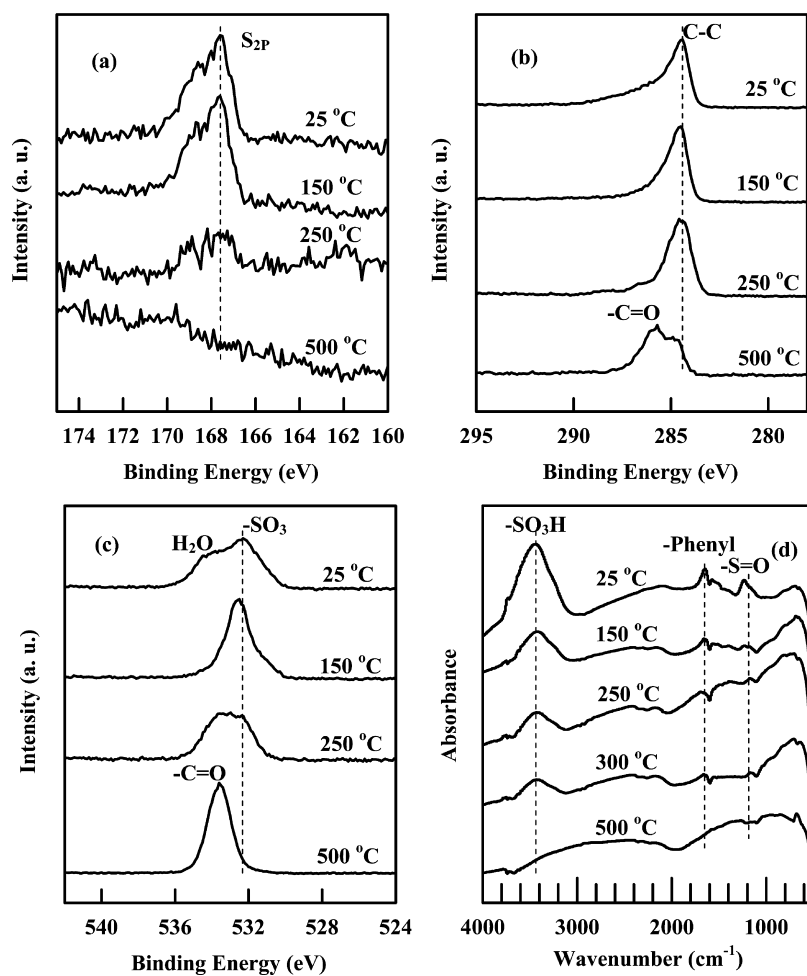 (a)
S2P
25 °C
150 °C
250 °C
500 °C
Intensity (a. u.)
174 172 170 168 166 164 162 160
Binding Energy (eV)
(b)
C-C
25 °C
150 °C
250 °C
-C=O
500 °C
Intensity (a. u.)
295 290 285 280
Binding Energy (eV)
(c)
-SO3
H2O
25 °C
150 °C
250 °C
-C=O
500 °C
Intensity (a. u.)
540 536 532 528 524
Binding Energy (eV)
-SO3H
(d)
-Phenyl
-S=O
25 °C
150 °C
250 °C
300 °C
500 °C
Absorbance
4000 3000 2000 1000
Wavenumber (cm-1)